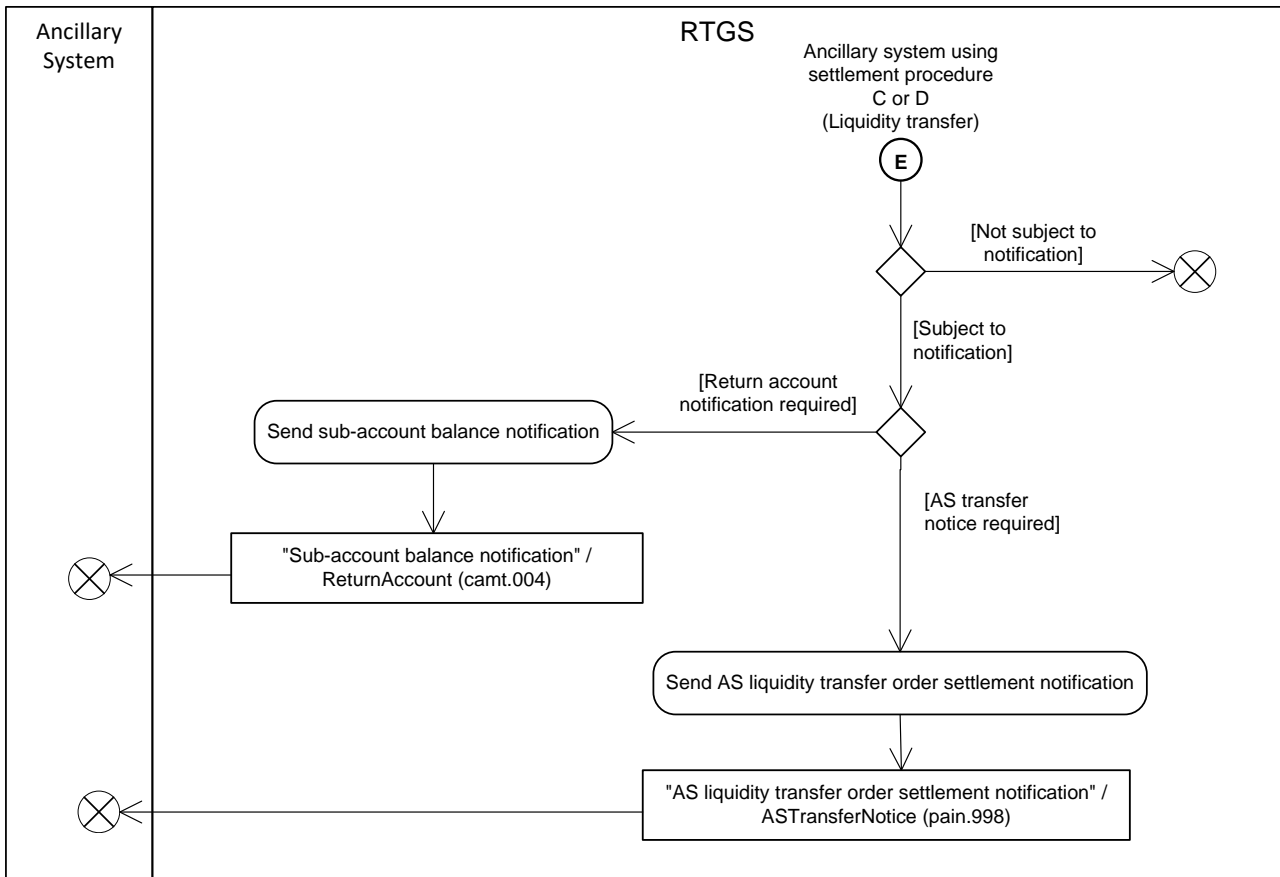 Ancillary
System
RTGS
Ancillary system using
settlement procedure
C or D
(Liquidity transfer)
E
[Not subject to
notification]
[Subject to
notification]
[Return account
notification required]
Send sub-account balance notification
[AS transfer
notice required]
"Sub-account balance notification" /
ReturnAccount (camt.004)
Send AS liquidity transfer order settlement notification
"AS liquidity transfer order settlement notification" /
ASTransferNotice (pain.998)